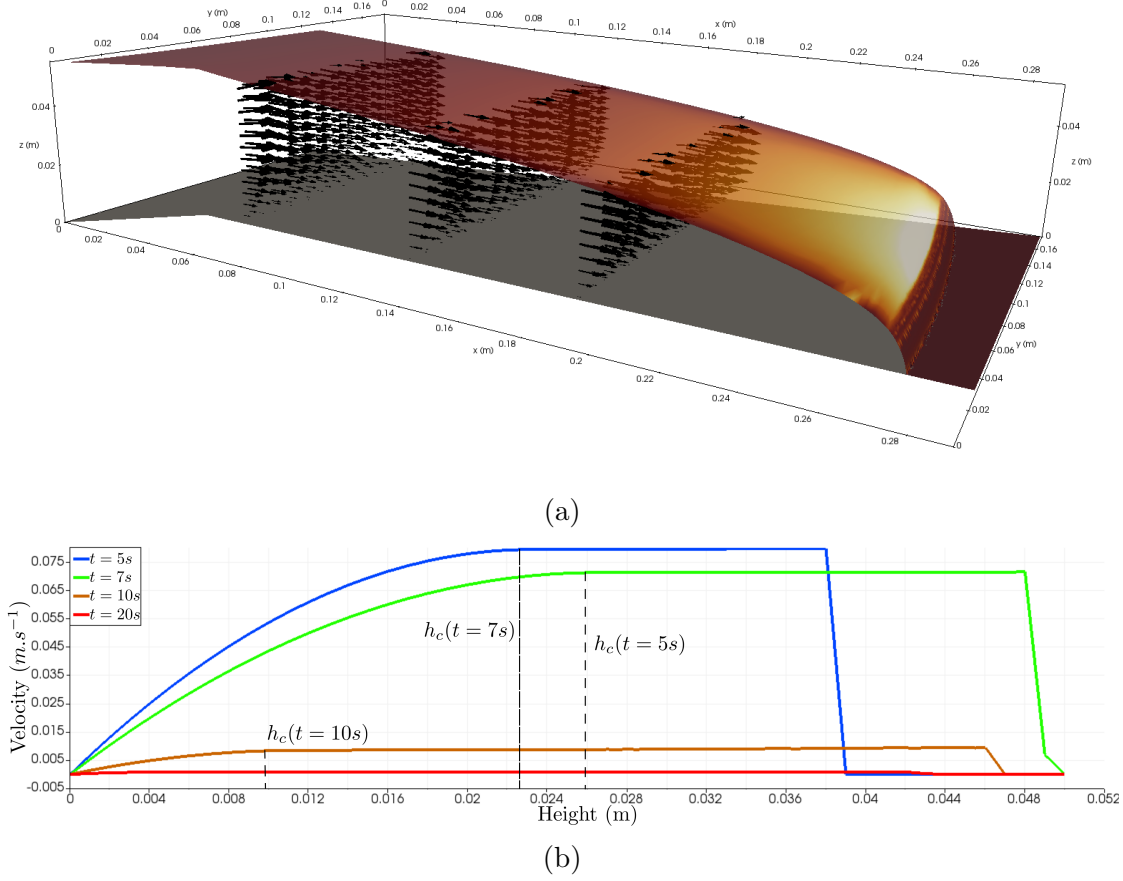 y (m)
x (m)
0 0.02 0.04 0.06 0.08 0.10 0.12 0.14 0.16
0 0.02 0.04 0.06 0.08 0.1 0.12 0.14 0.16 0.18 0.2 0.22 0.24 0.26 0.28
z (m)
0.04
0.02
0
0.04
z (m)
0.02
0
0 0.02 0.04 0.06 0.08 0.1 0.12 0.14 0.16 0.18 0.2 0.22 0.24 0.26 0.28
x (m)
0.16
0.14
0.12
0.1
0.08
y (m)
0.06
0.04
0.02
0
(a)
t = 5s
t = 7s
t = 10s
t = 20s
0.075
0.065
0.055
0.045
0.035
0.025
0.015
0.005
-0.005
Velocity (m.s⁻¹)
h_c(t = 7s)
h_c(t = 5s)
h_c(t = 10s)
0 0.004 0.008 0.012 0.016 0.02 0.024 0.028 0.032 0.036 0.04 0.044 0.048 0.052
Height (m)
(b)